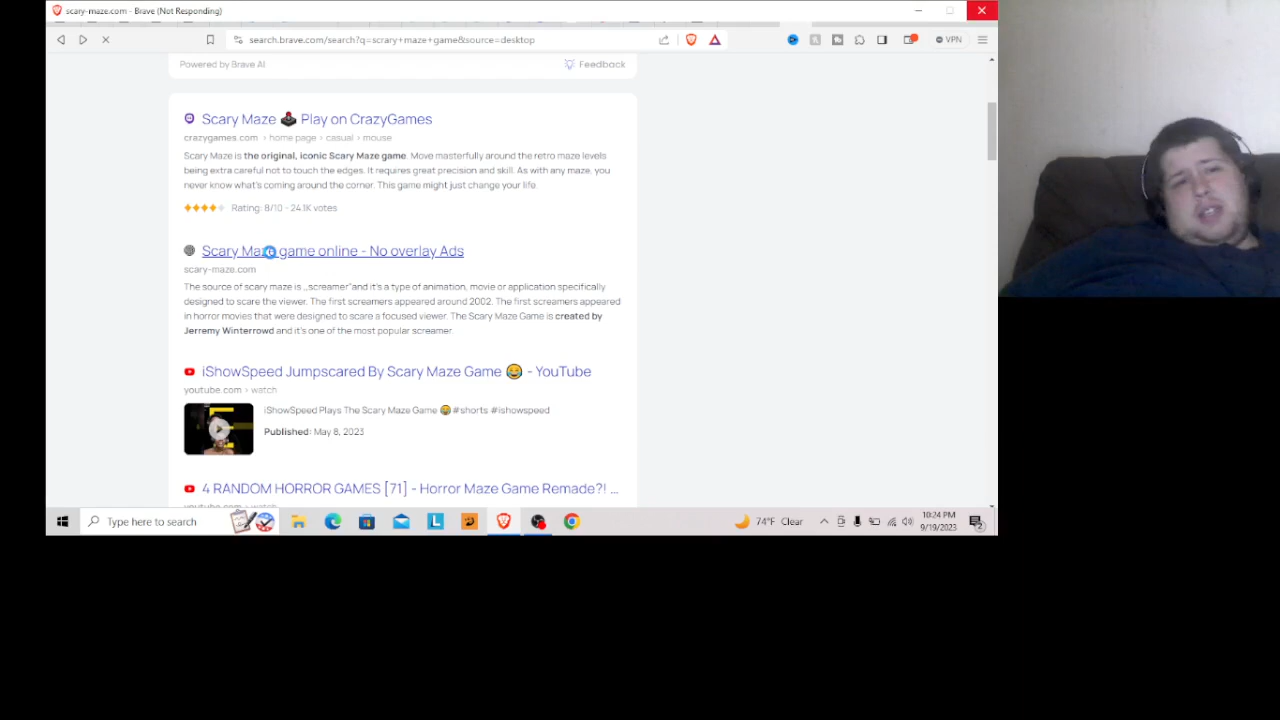 scary-maze.com - Brave (Not Responding)
search.brave.com/search?q=scrary+maze+game&source=desktop
VPN
Powered by Brave AI
Feedback
Scary Maze 🕹️ Play on CrazyGames
crazygames.com › home page › casual › mouse
Scary Maze is the original, iconic Scary Maze game. Move masterfully around the retro maze levels
being extra careful not to touch the edges. It requires great precision and skill. As with any maze, you
never know what's coming around the corner. This game might just change your life.
Rating: 8/10 - 24.1K votes
Scary Maze game online - No overlay Ads
scary-maze.com
The source of scary maze is „screamer"and it's a type of animation, movie or application specifically
designed to scare the viewer. The first screamers appeared around 2002. The first screamers appeared
in horror movies that were designed to scare a focused viewer. The Scary Maze Game is created by
Jerremy Winterrowd and it's one of the most popular screamer.
iShowSpeed Jumpscared By Scary Maze Game 😂 - YouTube
youtube.com › watch
iShowSpeed Plays The Scary Maze Game 😂 #shorts #ishowspeed
Published: May 8, 2023
4 RANDOM HORROR GAMES [71] - Horror Maze Game Remade?! ...
youtube.com › watch
Type here to search
L
74°F Clear
10:24 PM
9/19/2023
2